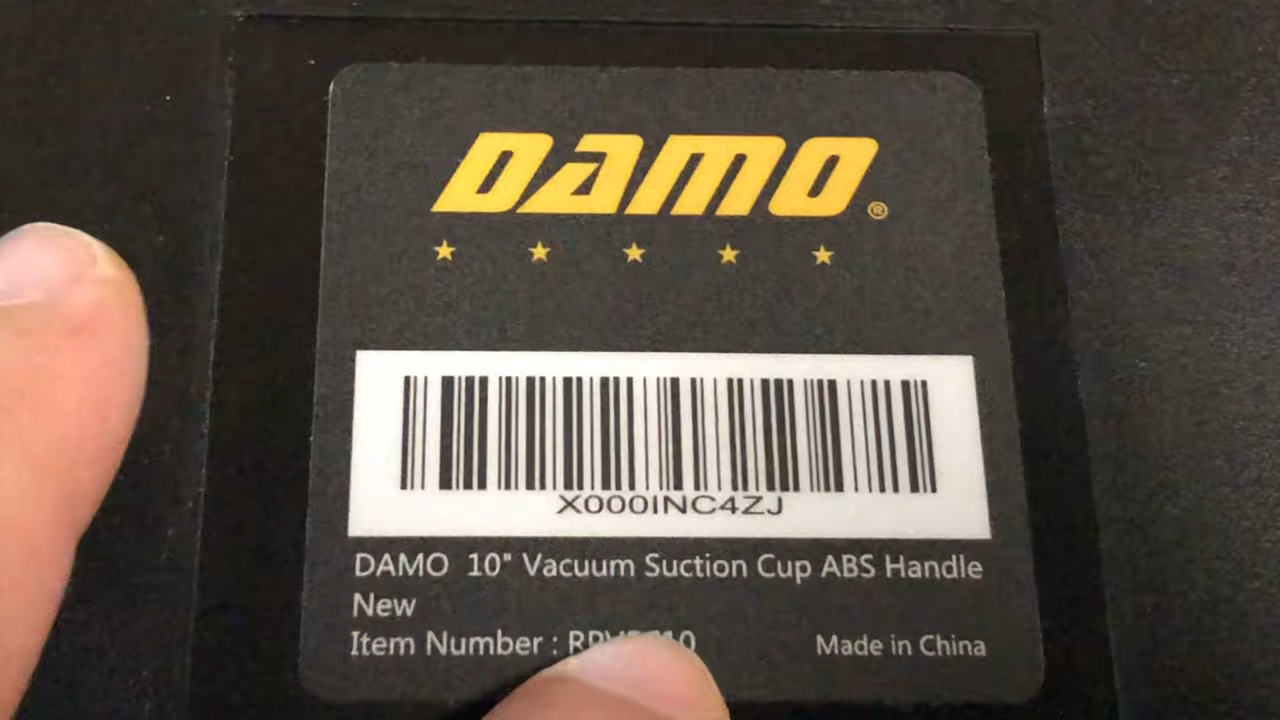 DAMO®
X000INC4ZJ
DAMO 10" Vacuum Suction Cup ABS Handle
New
Item Number :
Made in China